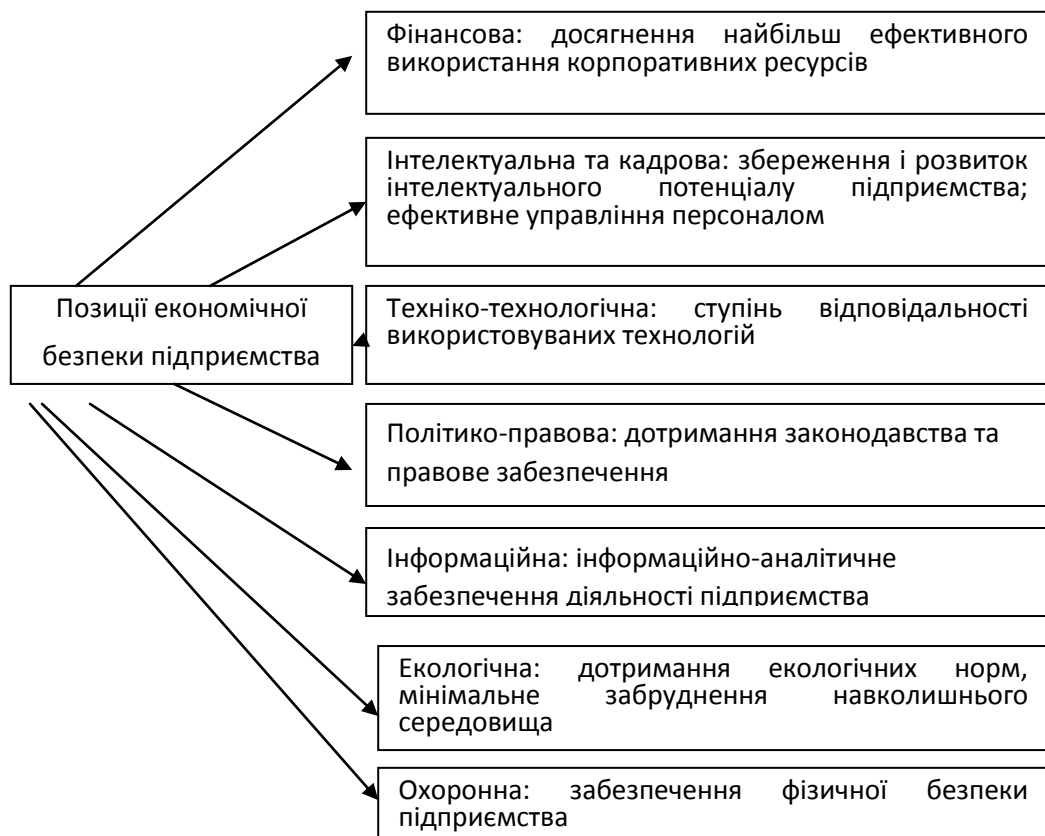 Фінансова: досягнення найбільш ефективного
використання корпоративних ресурсів
Інтелектуальна та кадрова: збереження і розвиток
інтелектуального потенціалу підприємства;
ефективне управління персоналом
Позиції економічної
безпеки підприємства
Техніко-технологічна: ступінь відповідальності
використовуваних технологій
Політико-правова: дотримання законодавства та
правове забезпечення
Інформаційна: інформаційно-аналітичне
забезпечення діяльності підприємства
Екологічна: дотримання екологічних норм,
мінімальне забруднення навколишнього
середовища
Охоронна: забезпечення фізичної безпеки
підприємства